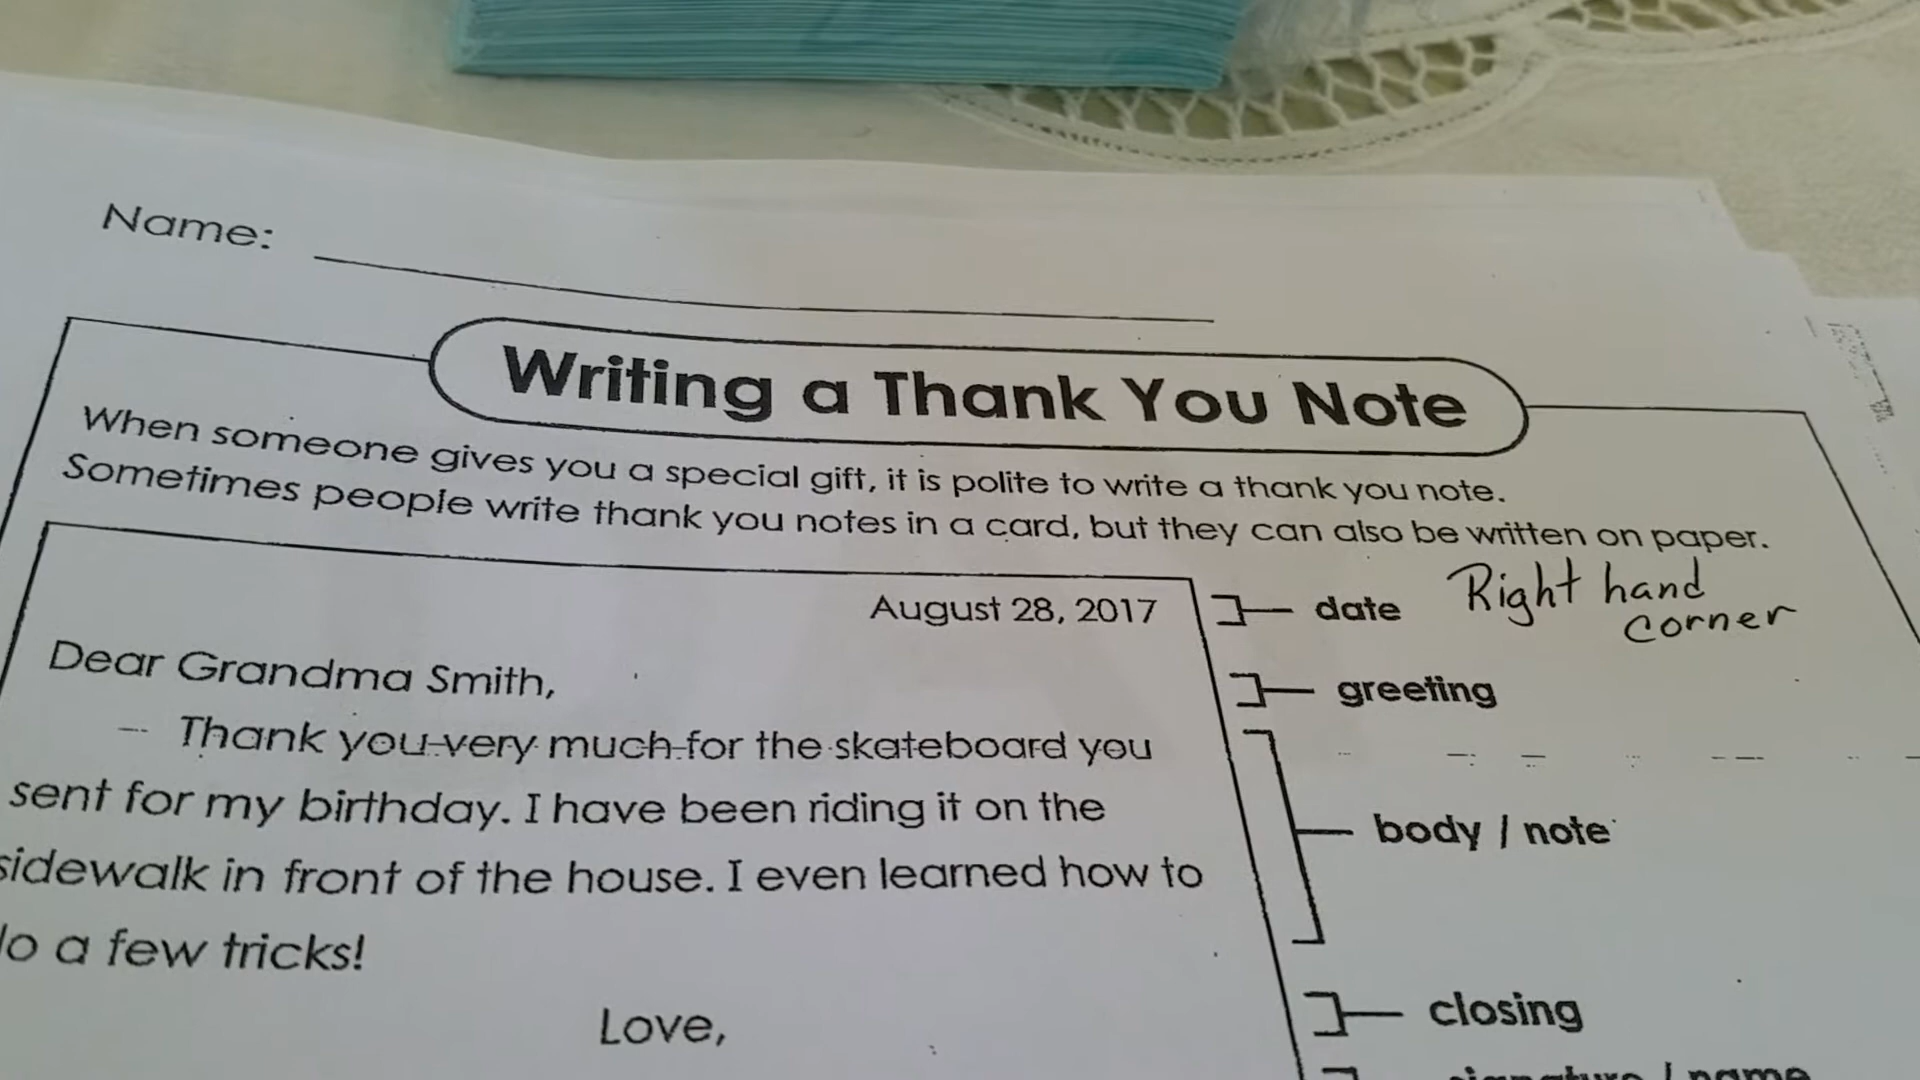 Name:
Writing a Thank You Note
When someone gives you a special gift, it is polite to write a thank you note.
Sometimes people write thank you notes in a card, but they can also be written on paper.
August 28, 2017
date
Right hand
corner
Dear Grandma Smith,
greeting
Thank you very much for the skateboard you
sent for my birthday. I have been riding it on the
sidewalk in front of the house. I even learned how to
do a few tricks!
body / note
Love,
closing
signature / name